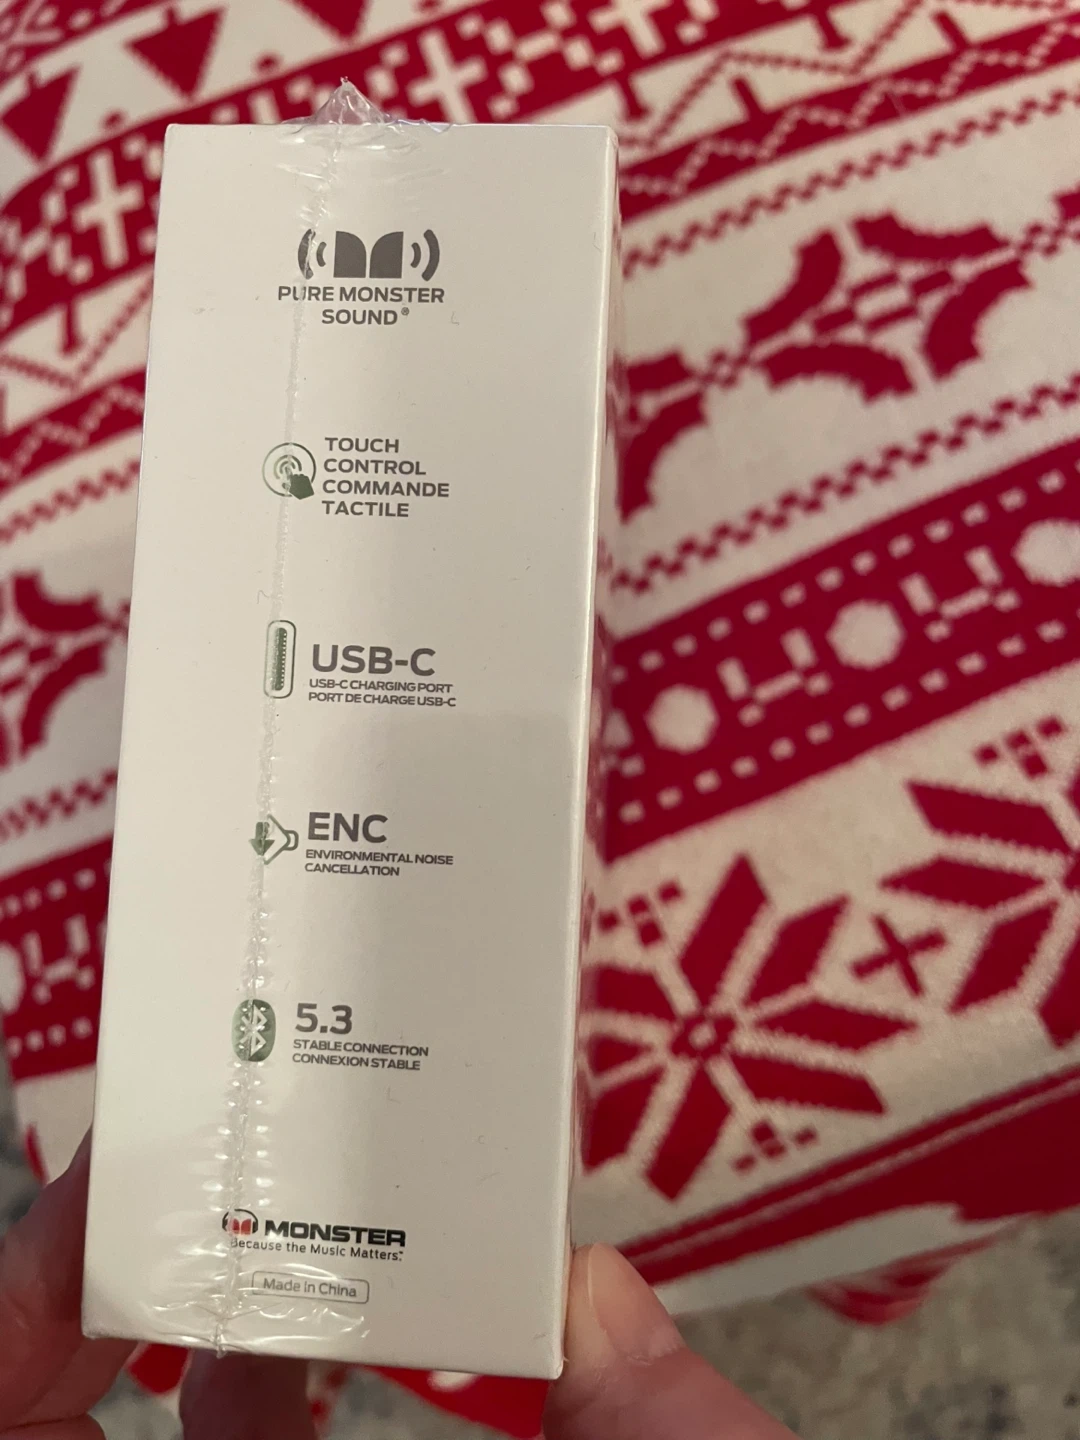 PURE MONSTER
SOUND®
TOUCH
CONTROL
COMMANDE
TACTILE
USB-C
USB-C CHARGING PORT
PORT DE CHARGE USB-C
ENC
ENVIRONMENTAL NOISE
CANCELLATION
5.3
STABLE CONNECTION
CONNEXION STABLE
MONSTER
Because the Music Matters.™
Made in China